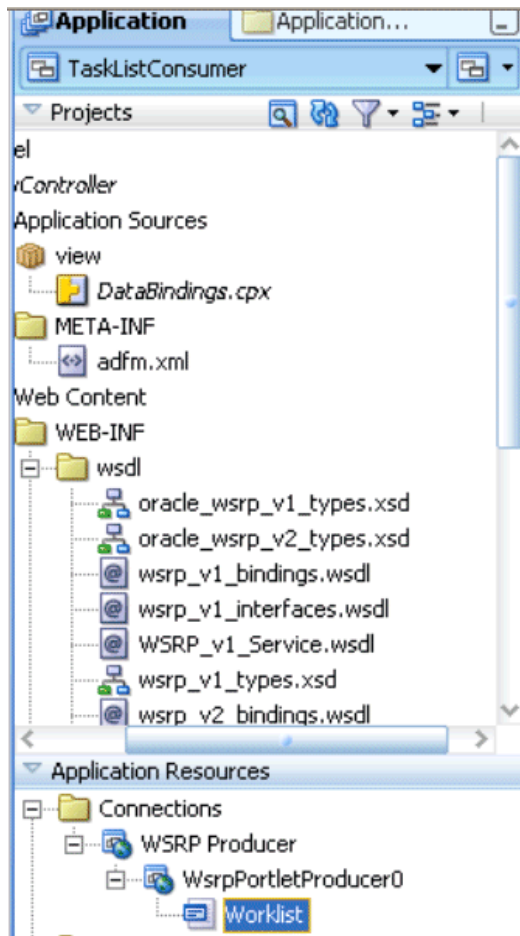 Application Application...
TaskListConsumer
Projects
el
Controller
Application Sources
view
DataBindings.cpx
META-INF
adfm.xml
Web Content
WEB-INF
wsdl
oracle_wsrp_v1_types.xsd
oracle_wsrp_v2_types.xsd
wsrp_v1_bindings.wsdl
wsrp_v1_interfaces.wsdl
WSRP_v1_Service.wsdl
wsrp_v1_types.xsd
wsrp_v2_bindings.wsdl
Application Resources
Connections
WSRP Producer
WsrpPortletProducer0
Worklist